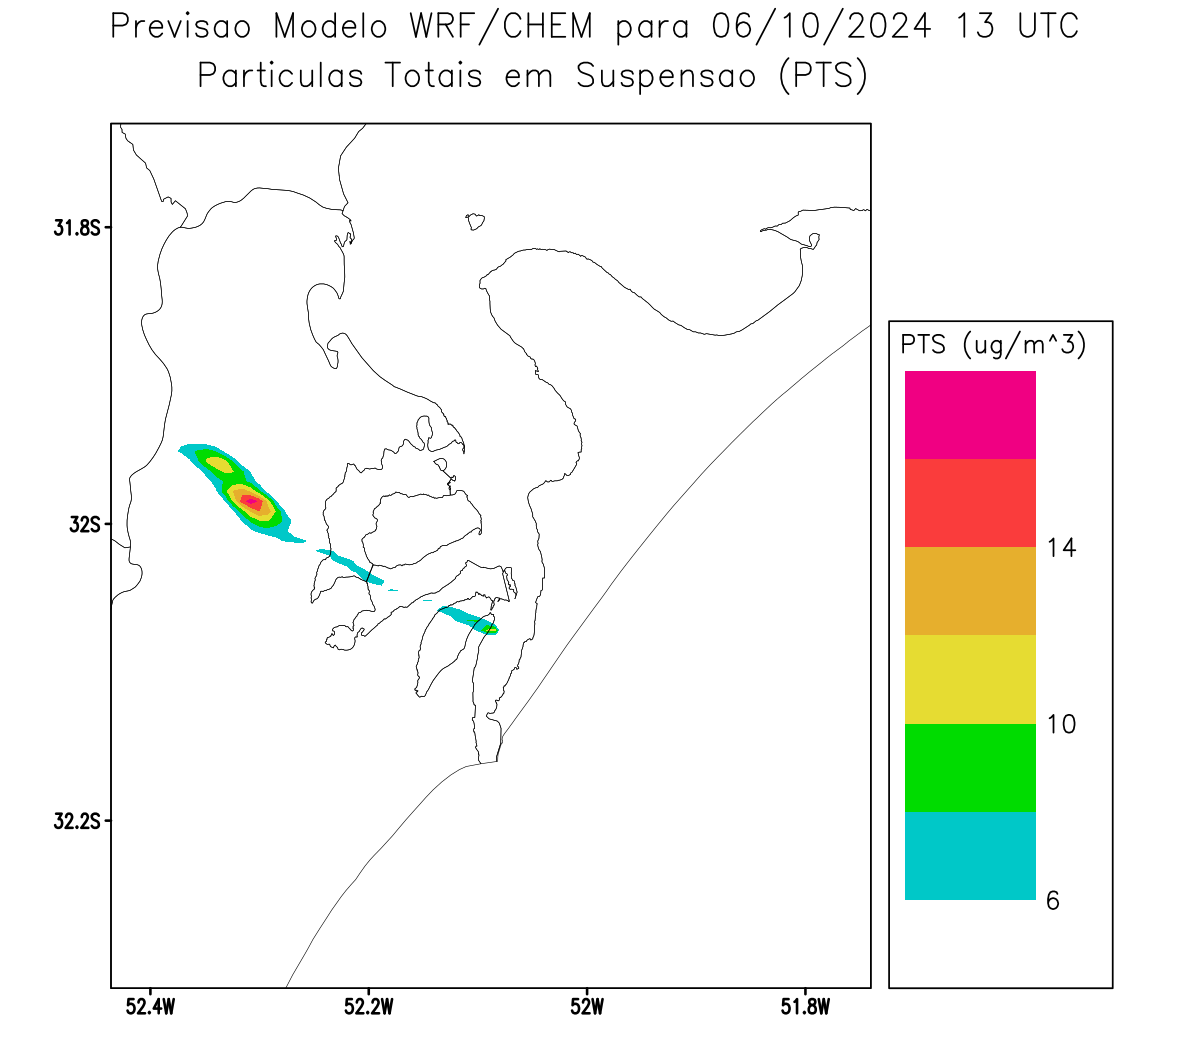 Previsao Modelo WRF/CHEM para 06/10/2024 13 UTC
Particulas Totais em Suspensao (PTS)
31.8S
32S
32.2S
52.4W
52.2W
52W
51.8W
PTS (ug/m^3)
14
10
6